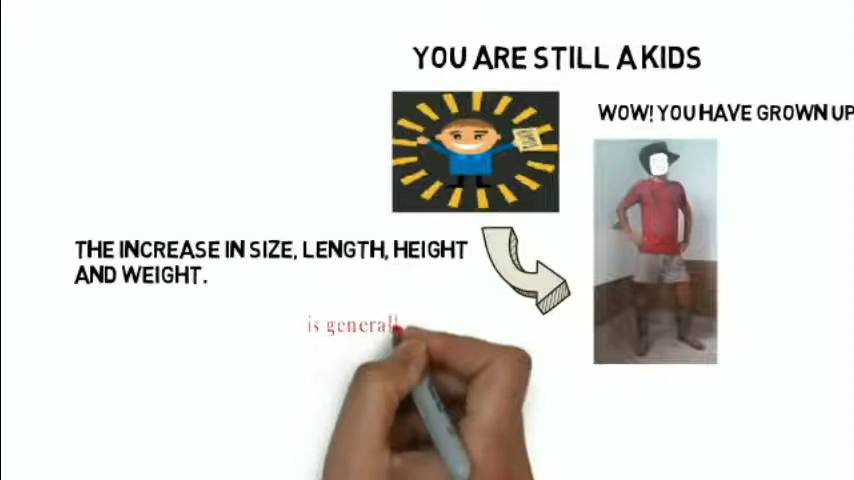 YOU ARE STILL A KIDS
WOW! YOU HAVE GROWN UP
THE INCREASE IN SIZE, LENGTH, HEIGHT
AND WEIGHT.
is general